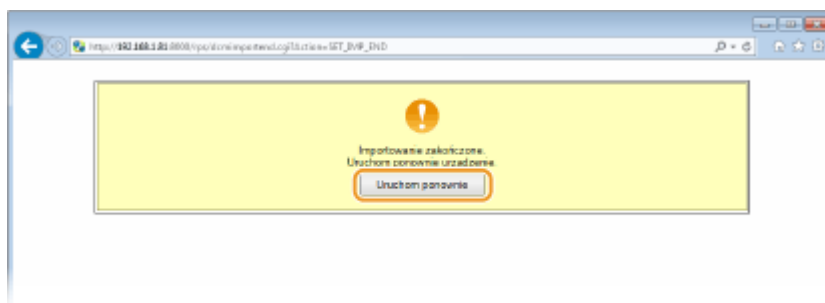 Importowanie zakończone.
Uruchom ponownie urządzenie.
Uruchom ponownie